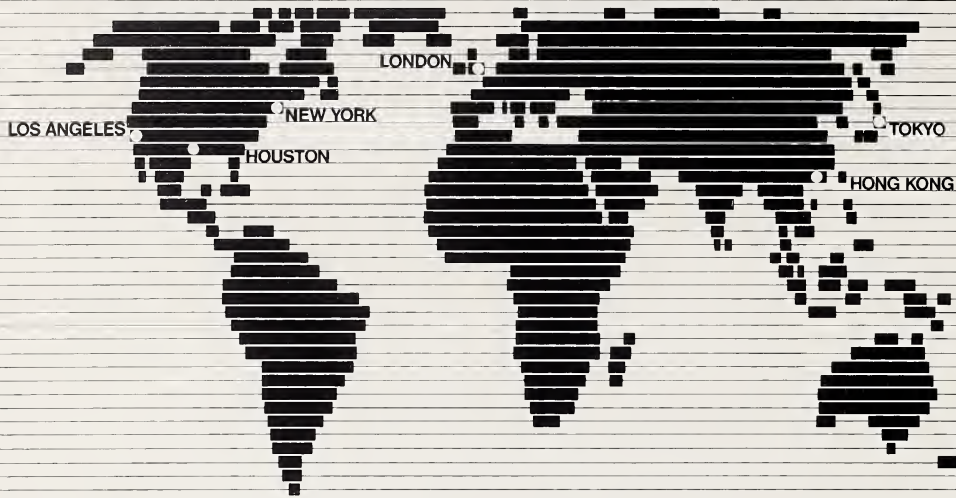 LONDON
NEW YORK
LOS ANGELES
TOKYO
HOUSTON
HONG KONG